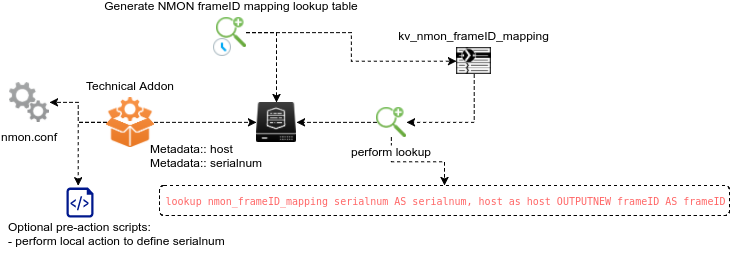 Generate NMON frameID mapping lookup table
kv_nmon_frameID_mapping
Technical Addon
nmon.conf
Metadata:: host
Metadata:: serialnum
perform lookup
lookup nmon_frameID_mapping serialnum AS serialnum, host as host OUTPUTNEW frameID AS frameID
Optional pre-action scripts:
- perform local action to define serialnum